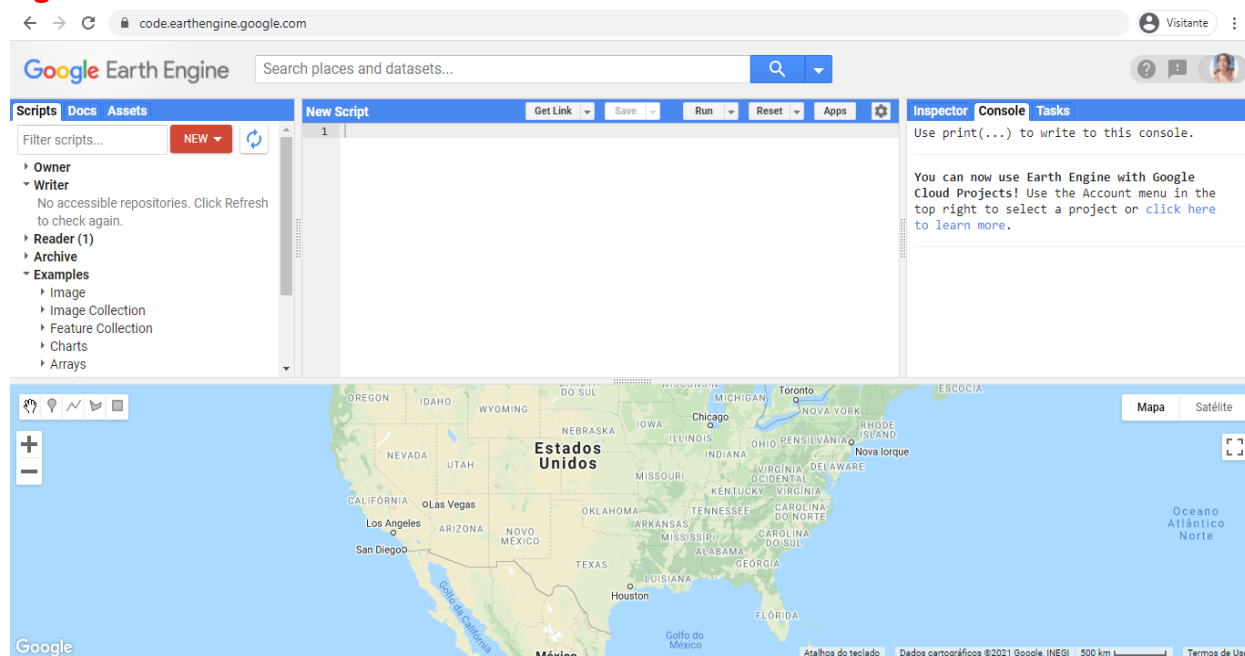 code.earthengine.google.com
Visitante
Google Earth Engine
Search places and datasets...
Scripts Docs Assets
New Script
Get Link
Save
Run
Reset
Apps
Inspector Console Tasks
Filter scripts...
NEW
1
Use print(...) to write to this console.
Owner
Writer
No accessible repositories. Click Refresh
to check again.
Reader (1)
Archive
Examples
Image
Image Collection
Feature Collection
Charts
Arrays
You can now use Earth Engine with Google
Cloud Projects! Use the Account menu in the
top right to select a project or click here
to learn more.
Mapa Satélite
OREGON
IDAHO
WYOMING
DO SUL
MICHIGAN
Toronto
ESCÓCIA
NOVA YORK
Chicago
NEBRASKA
IOWA
ILLINOIS
INDIANA
OHIO
PENSILVÂNIA
RHODE
ISLAND
Nova Iorque
NEVADA
UTAH
Estados
Unidos
MISSOURI
VIRGÍNIA
OCIDENTAL
DELAWARE
KENTUCKY
VIRGÍNIA
CALIFÓRNIA
Las Vegas
OKLAHOMA
TENNESSEE
CAROLINA
DO NORTE
Los Angeles
ARIZONA
NOVO
MÉXICO
ARKANSAS
MISSISSÍPI
CAROLINA
DO SUL
San Diego
ALABAMA
TEXAS
GEÓRGIA
LUISIANA
Houston
FLÓRIDA
Golfo da Califórnia
Golfo do
México
México
Oceano
Atlântico
Norte
Google
Atalhos do teclado
Dados cartográficos ©2021 Google, INEGI
500 km